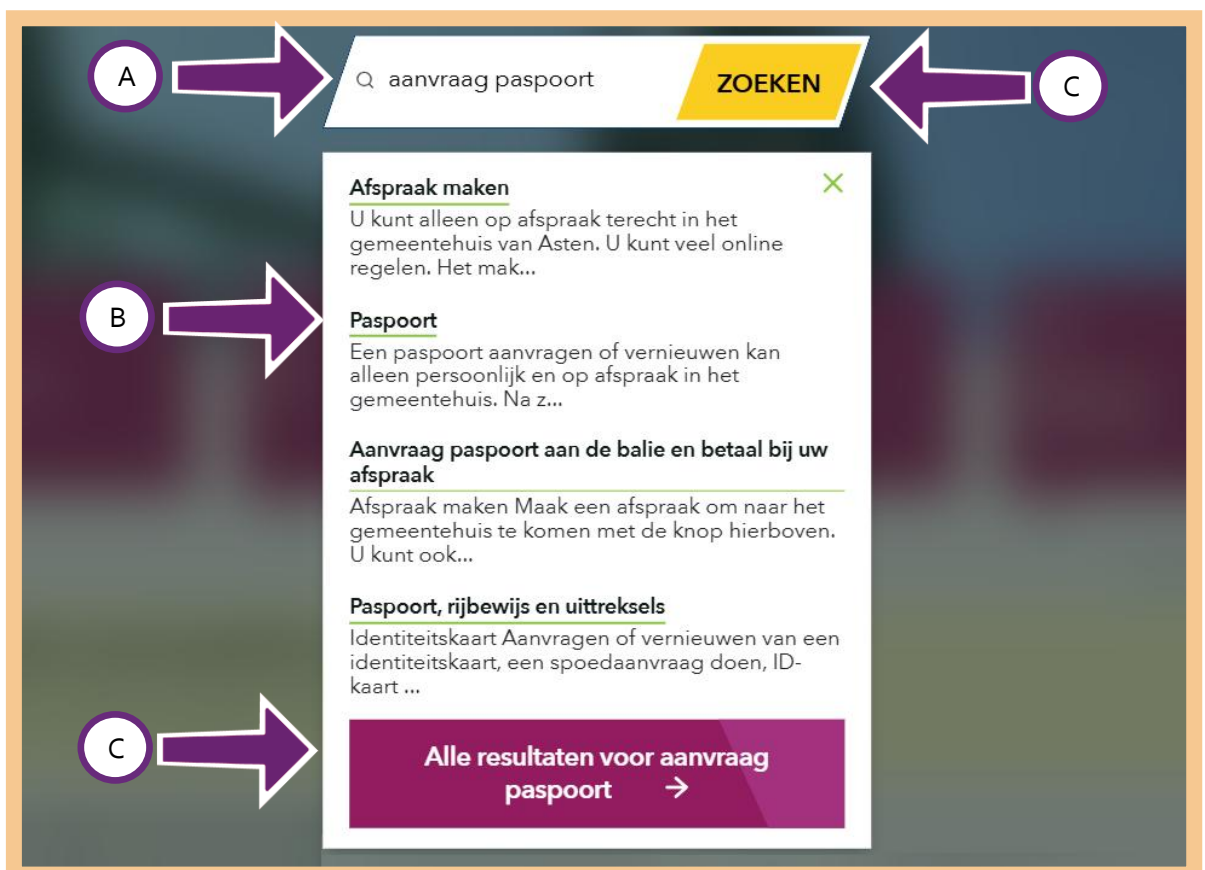 A
aanvraag paspoort
ZOEKEN
C
Afspraak maken
U kunt alleen op afspraak terecht in het
gemeentehuis van Asten. U kunt veel online
regelen. Het mak...
B
Paspoort
Een paspoort aanvragen of vernieuwen kan
alleen persoonlijk en op afspraak in het
gemeentehuis. Na z...
Aanvraag paspoort aan de balie en betaal bij uw
afspraak
Afspraak maken Maak een afspraak om naar het
gemeentehuis te komen met de knop hierboven.
U kunt ook...
Paspoort, rijbewijs en uittreksels
Identiteitskaart Aanvragen of vernieuwen van een
identiteitskaart, een spoedaanvraag doen, ID-
kaart ...
C
Alle resultaten voor aanvraag
paspoort →